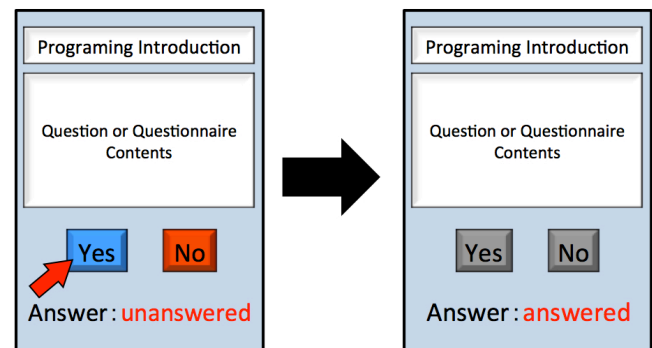 Programing Introduction
Question or Questionnaire
Contents
Yes No
Answer : unanswered
Programing Introduction
Question or Questionnaire
Contents
Yes No
Answer : answered